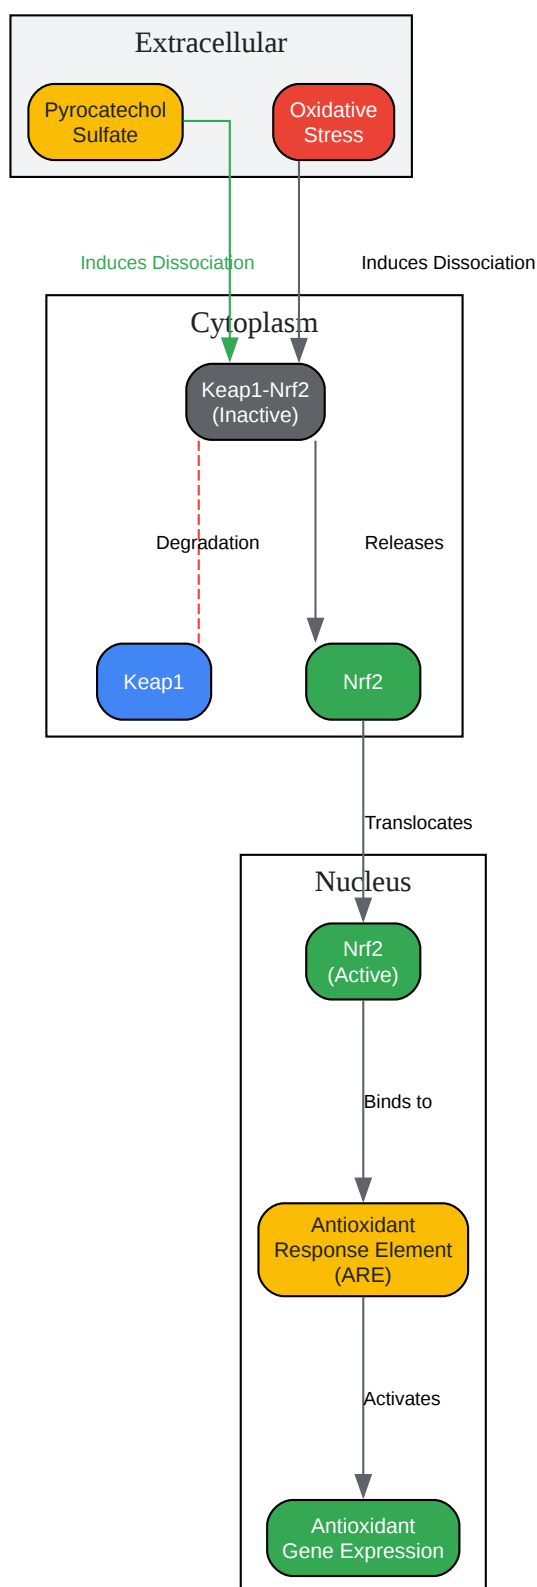 Extracellular
Pyrocatechol
Sulfate
Oxidative
Stress
Induces Dissociation
Induces Dissociation
Cytoplasm
Keap1-Nrf2
(Inactive)
Degradation
Releases
Keap1
Nrf2
Translocates
Nucleus
Nrf2
(Active)
Binds to
Antioxidant
Response Element
(ARE)
Activates
Antioxidant
Gene Expression